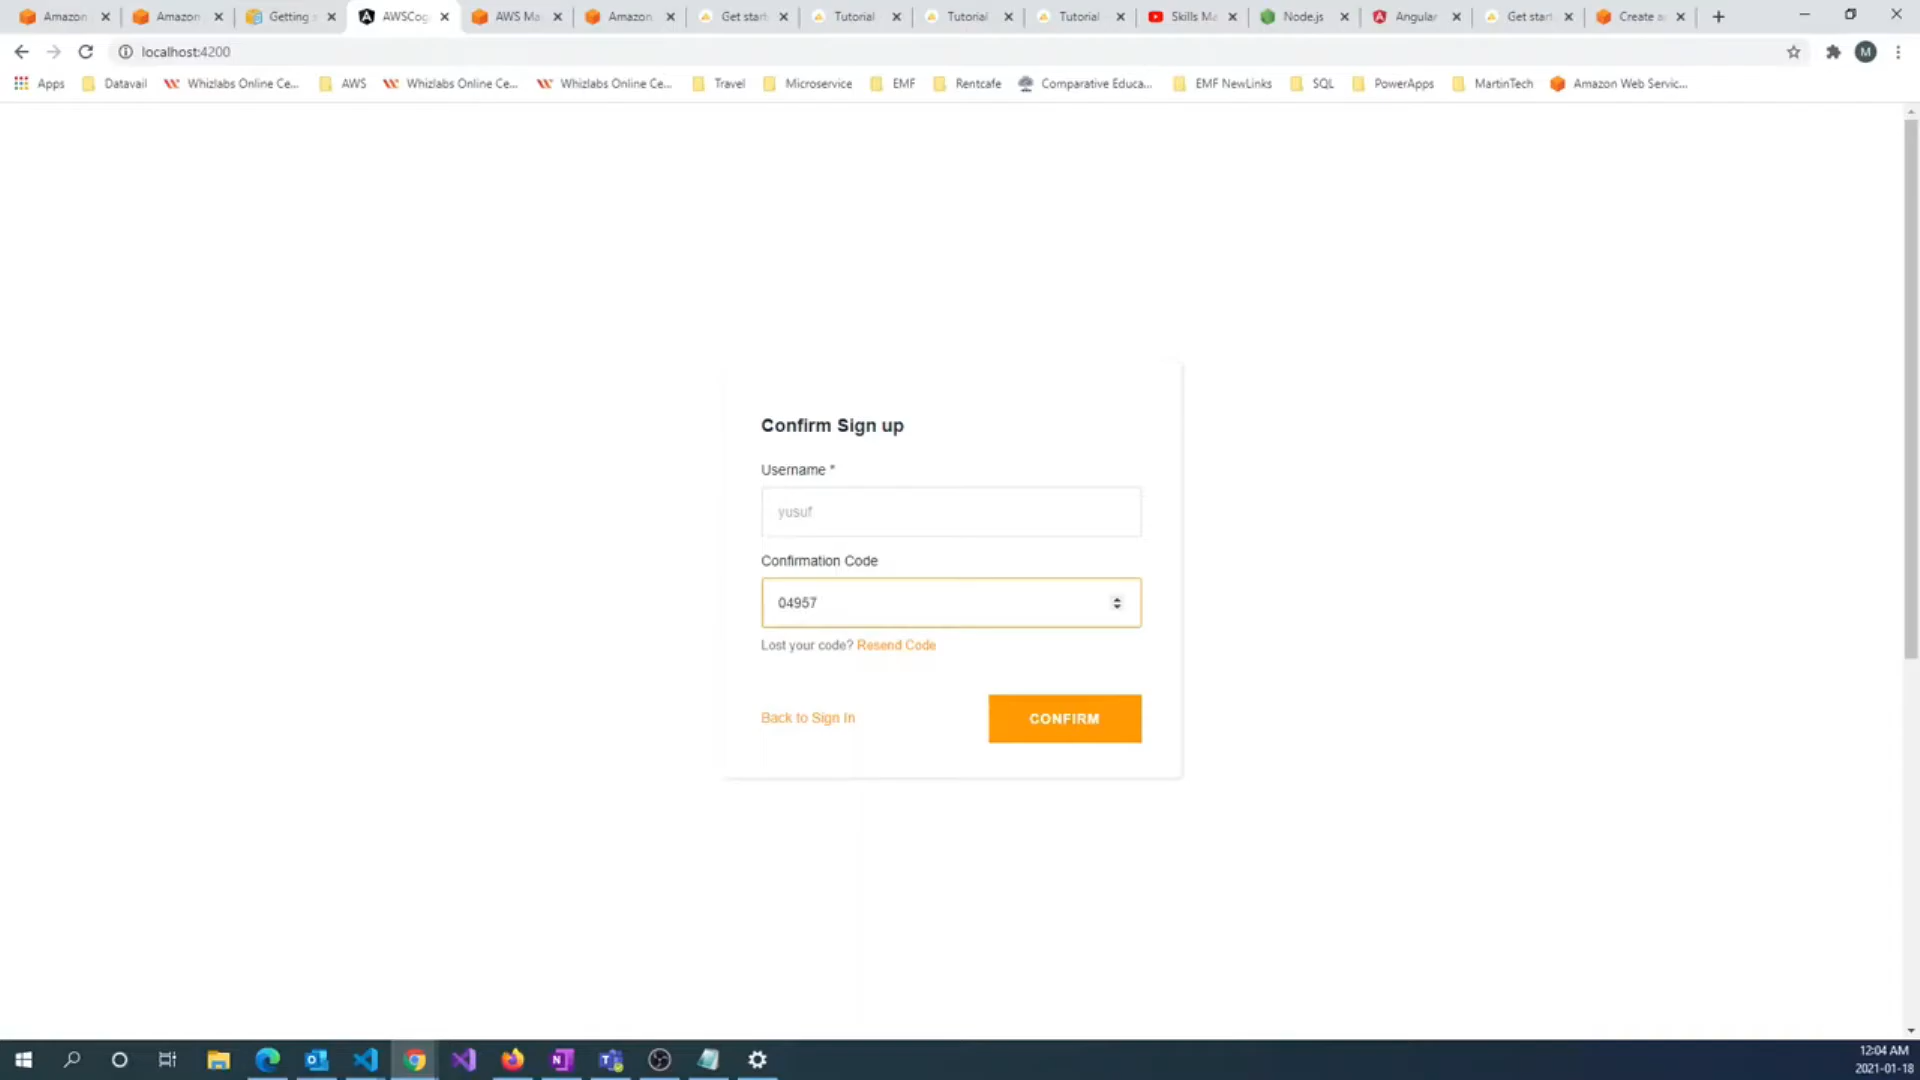 Amazon
Amazon
Getting
AWSCog
AWS Ma
Amazon
Get start
Tutorial
Tutorial
Tutorial
Skills Ma
Node.js
Angular
Get start
Create a
localhost:4200
M
Apps
Datavail
Whizlabs Online Ce...
AWS
Whizlabs Online Ce...
Whizlabs Online Ce...
Travel
Microservice
EMF
Rentcafe
Comparative Educa...
EMF NewLinks
SQL
PowerApps
MartinTech
Amazon Web Servic...
Confirm Sign up
Username *
yusuf
Confirmation Code
04957
Lost your code? Resend Code
Back to Sign In
CONFIRM
12:04 AM
2021-01-18